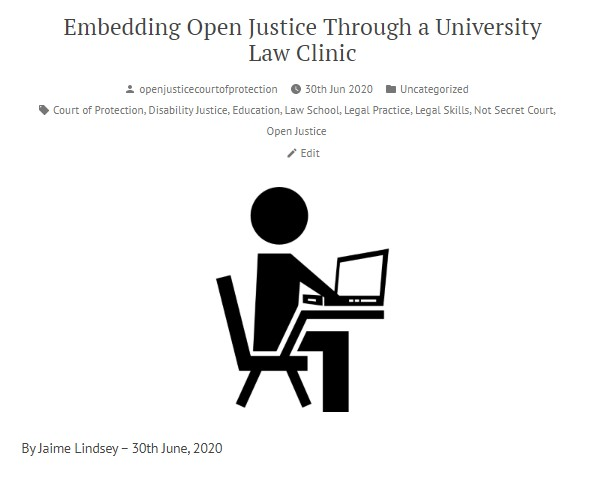 Embedding Open Justice Through a University
Law Clinic
openjusticecourtofprotection 30th Jun 2020 Uncategorized
Court of Protection, Disability Justice, Education, Law School, Legal Practice, Legal Skills, Not Secret Court,
Open Justice
Edit
By Jaime Lindsey – 30th June, 2020